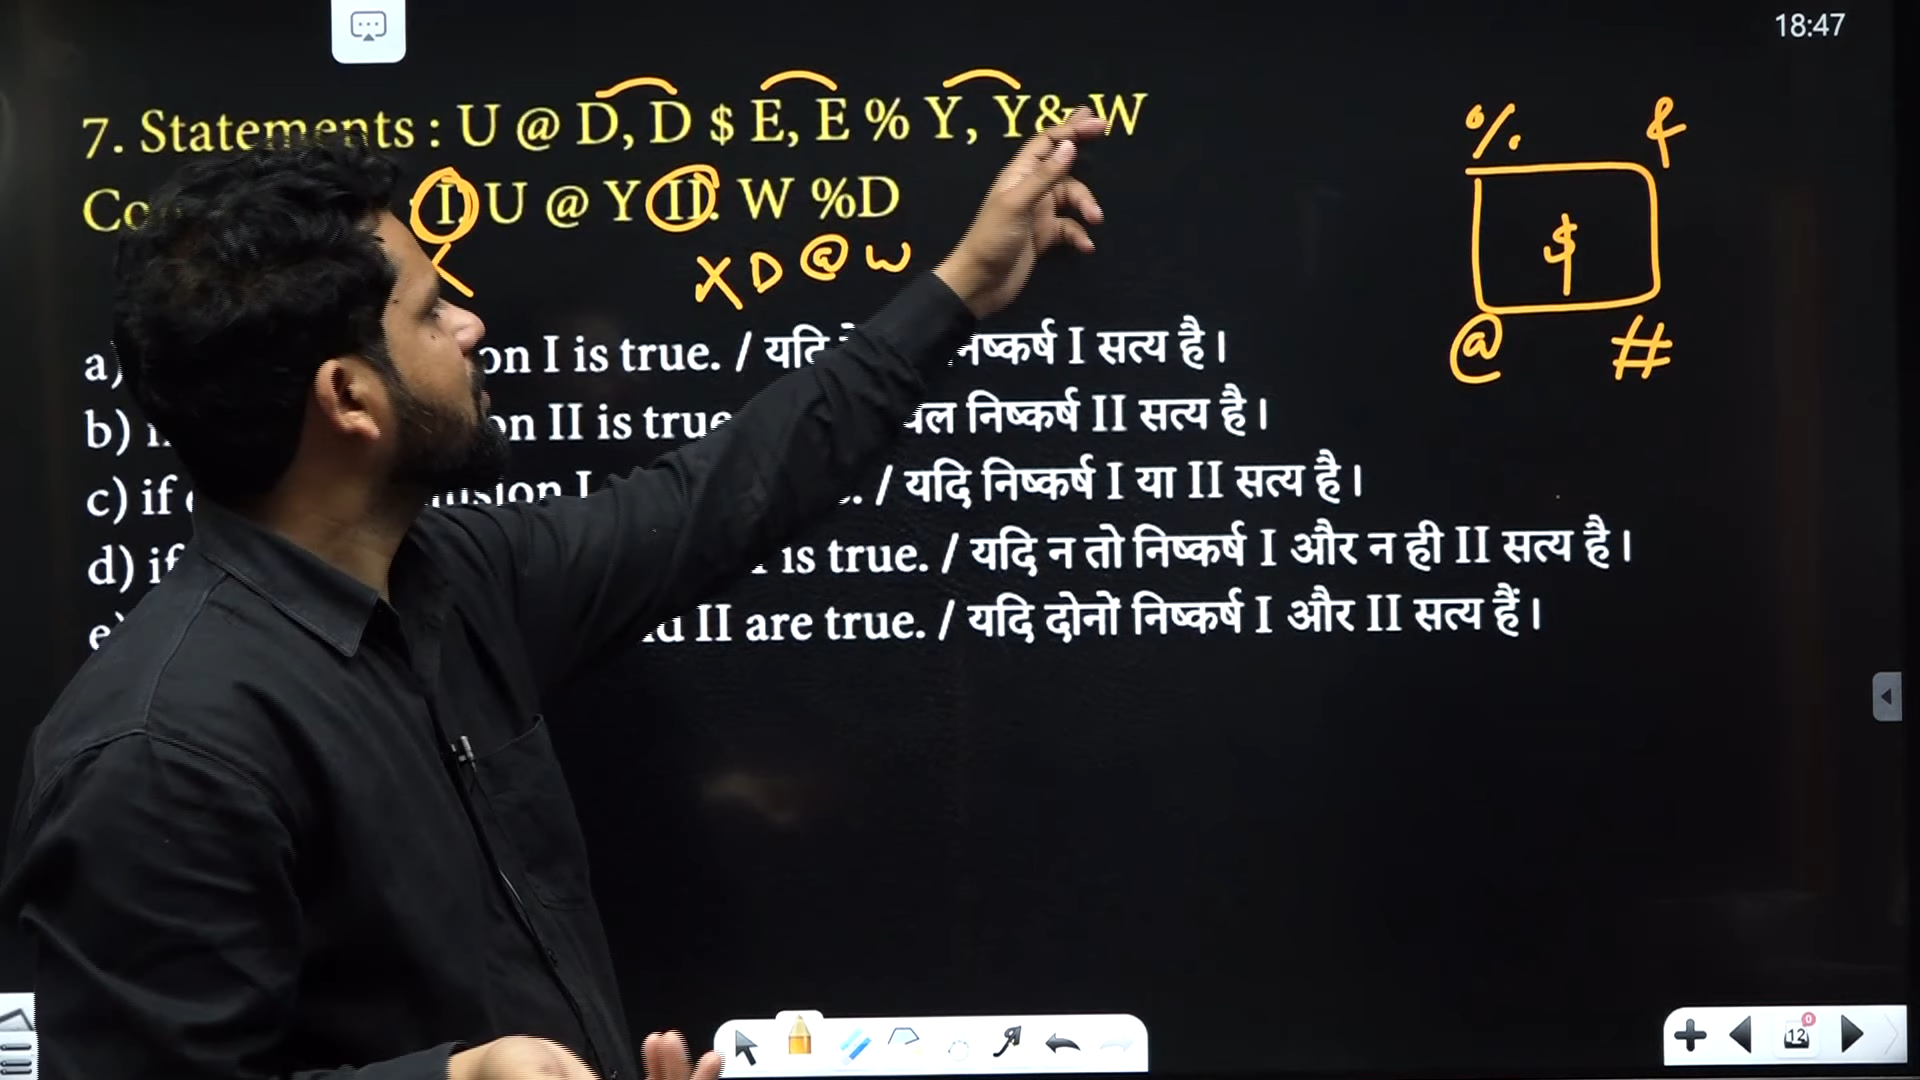 18:47
7. Statements : U @ D, D $ E, E % Y, Y & W
I. U @ Y II. W %D
X X D @ W
% &
$
@ #
a) on I is true. / यदि निष्कर्ष I सत्य है।
b) on II is true निष्कर्ष II सत्य है।
c) if / यदि निष्कर्ष I या II सत्य है।
d) if is true. / यदि न तो निष्कर्ष I और न ही II सत्य है।
e) II are true. / यदि दोनों निष्कर्ष I और II सत्य हैं।
12 0